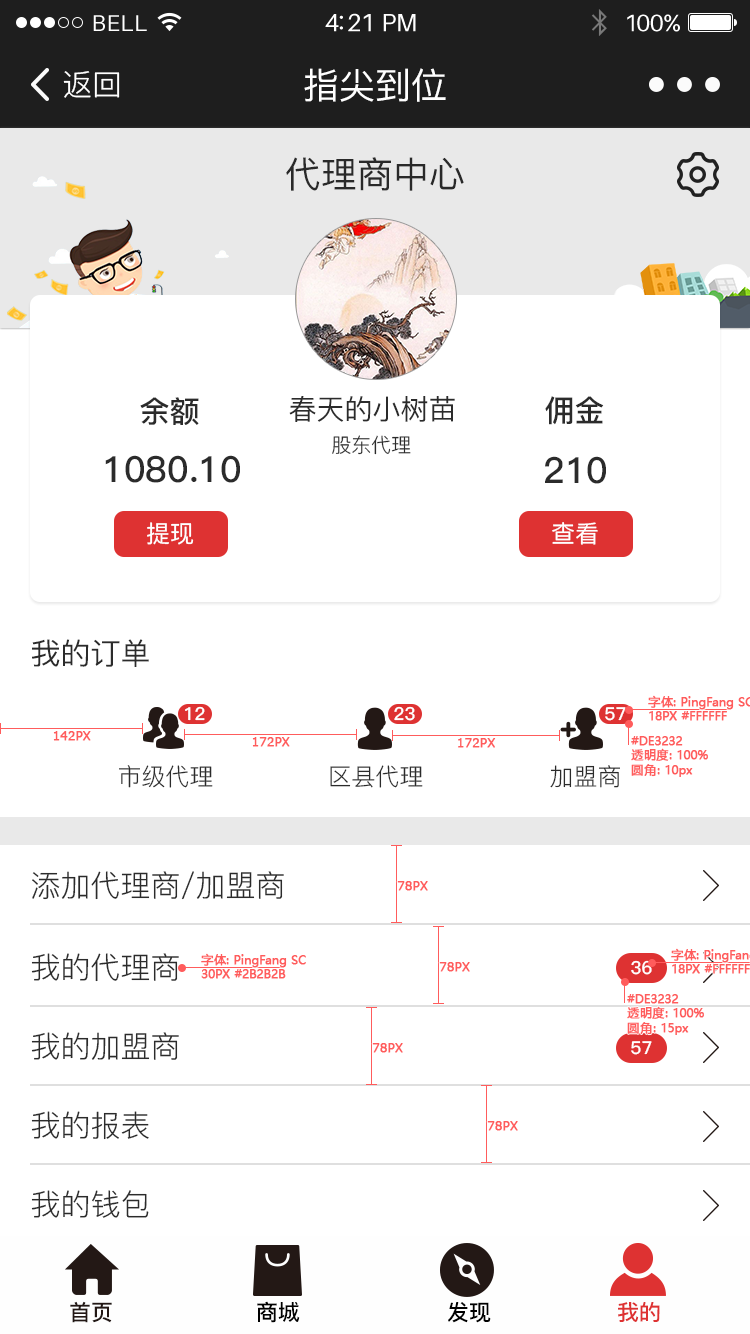 BELL 4:21 PM 100%
返回 指尖到位
代理商中心
余额 春天的小树苗 佣金
股东代理
1080.10 210
提现 查看
我的订单
12 23 57
字体: PingFang SC
18PX #FFFFFF
142PX 172PX 172PX
#DE3232
透明度: 100%
圆角: 10px
市级代理 区县代理 加盟商
添加代理商/加盟商 78PX
我的代理商
字体: PingFang SC
30PX #2B2B2B
78PX
36
字体: PingFan
18PX #FFFFFF
#DE3232
透明度: 100%
圆角: 15px
我的加盟商 78PX 57
我的报表 78PX
我的钱包
首页 商城 发现 我的